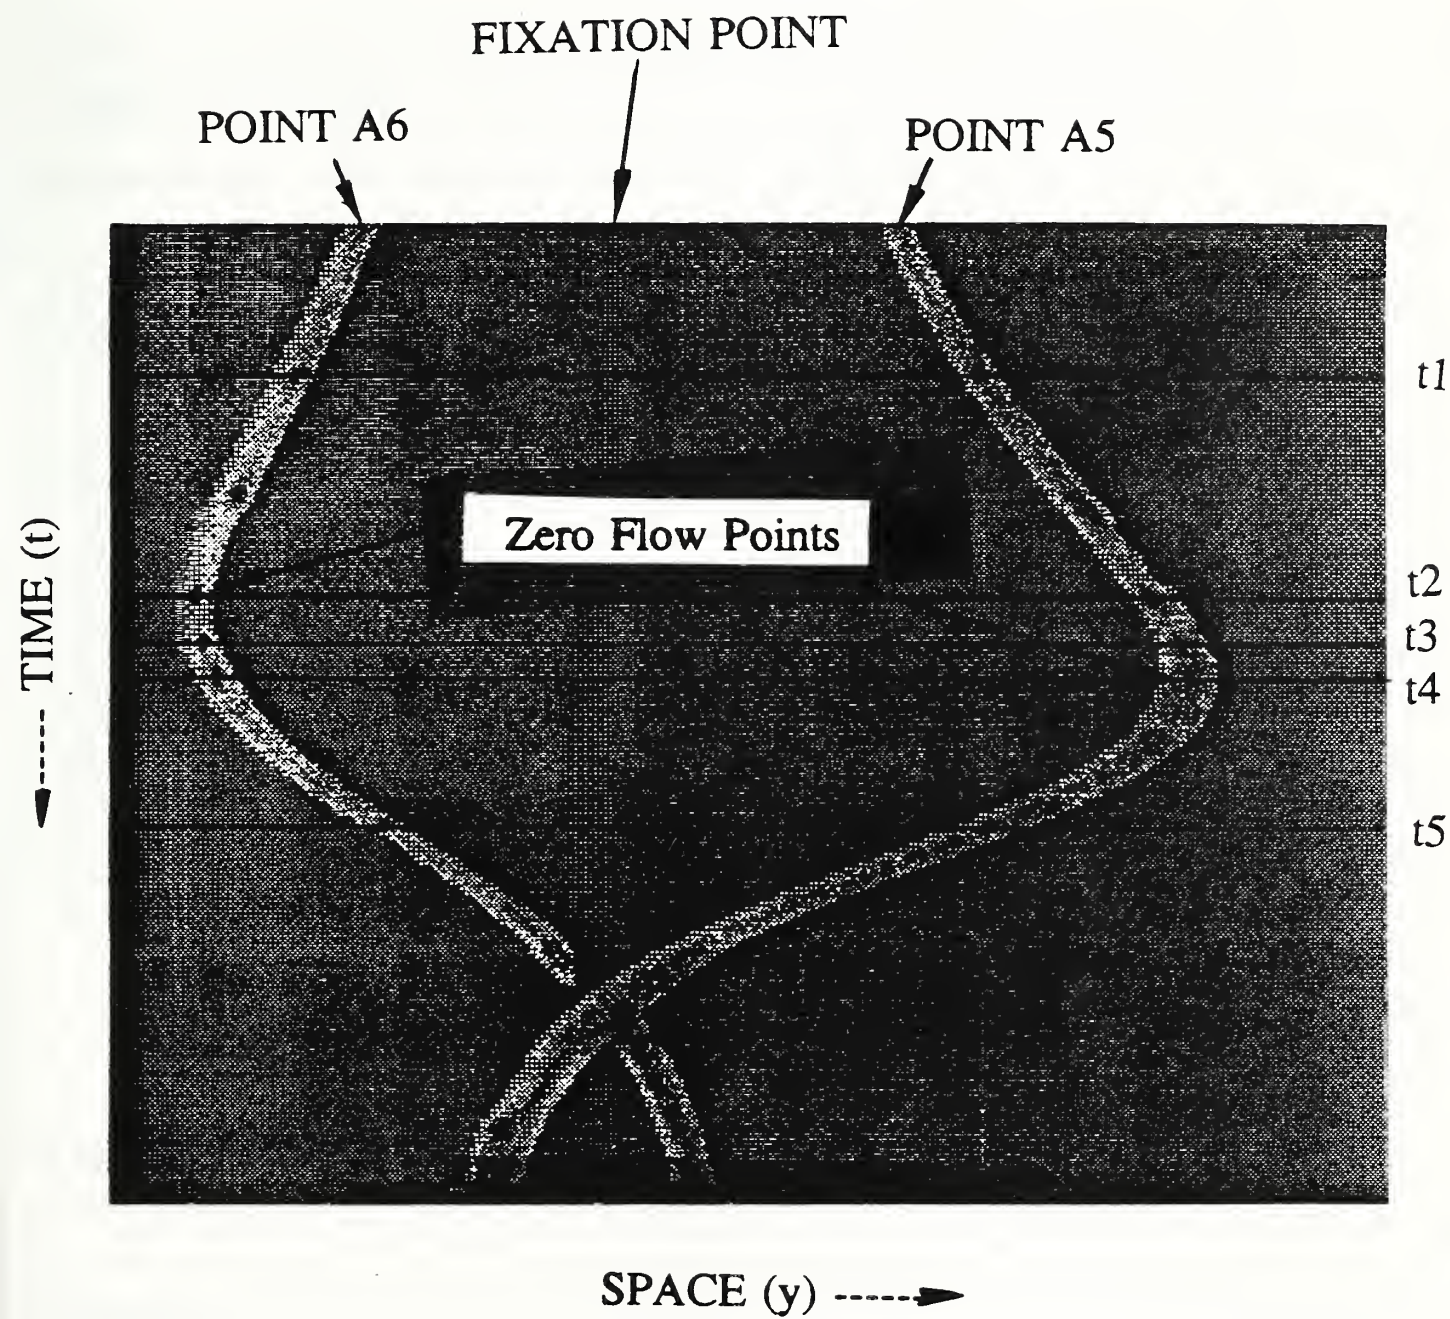 FIXATION POINT
POINT A6
POINT A5
t1
Zero Flow Points
t2
t3
t4
t5
TIME (t)
SPACE (y)